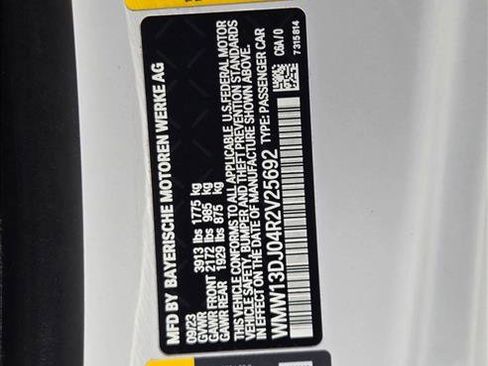 MFD BY BAYERISCHE MOTOREN WERKE AG
09/23
GVWR 3913 lbs 1775 kg
GAWR FRONT 2172 lbs 985 kg
GAWR REAR 1929 lbs 875 kg
THIS VEHICLE CONFORMS TO ALL APPLICABLE U.S. FEDERAL MOTOR
VEHICLE SAFETY, BUMPER AND THEFT PREVENTION STANDARDS
IN EFFECT ON THE DATE OF MANUFACTURE SHOWN ABOVE.
WMW13DJ04R2V25692 TYPE: PASSENGER CAR
C6A/0
7315814